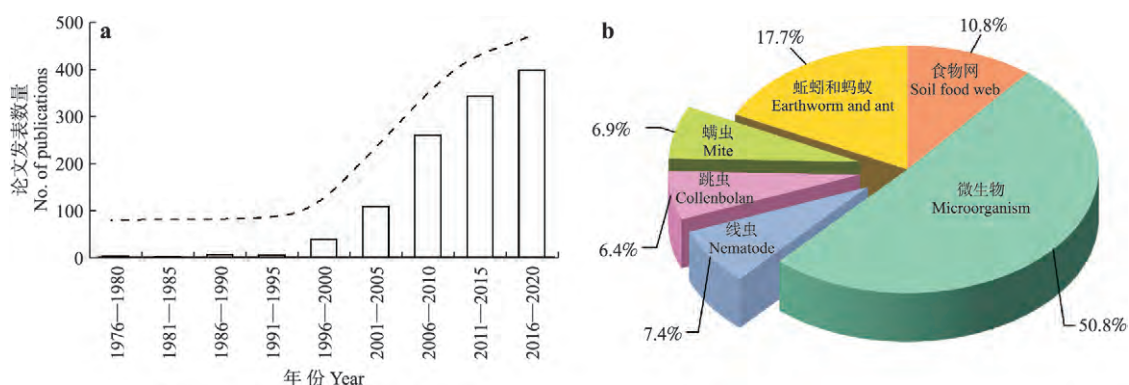 a
500
400
300
200
100
0
论文发表数量
No. of publications
1976—1980
1981—1985
1986—1990
1991—1995
1996—2000
2001—2005
2006—2010
2011—2015
2016—2020
年 份 Year
b
10.8%
食物网
Soil food web
17.7%
蚯蚓和蚂蚁
Earthworm and ant
6.9%
螨虫
Mite
跳虫
Collenbolan
6.4%
线虫
Nematode
7.4%
微生物
Microorganism
50.8%